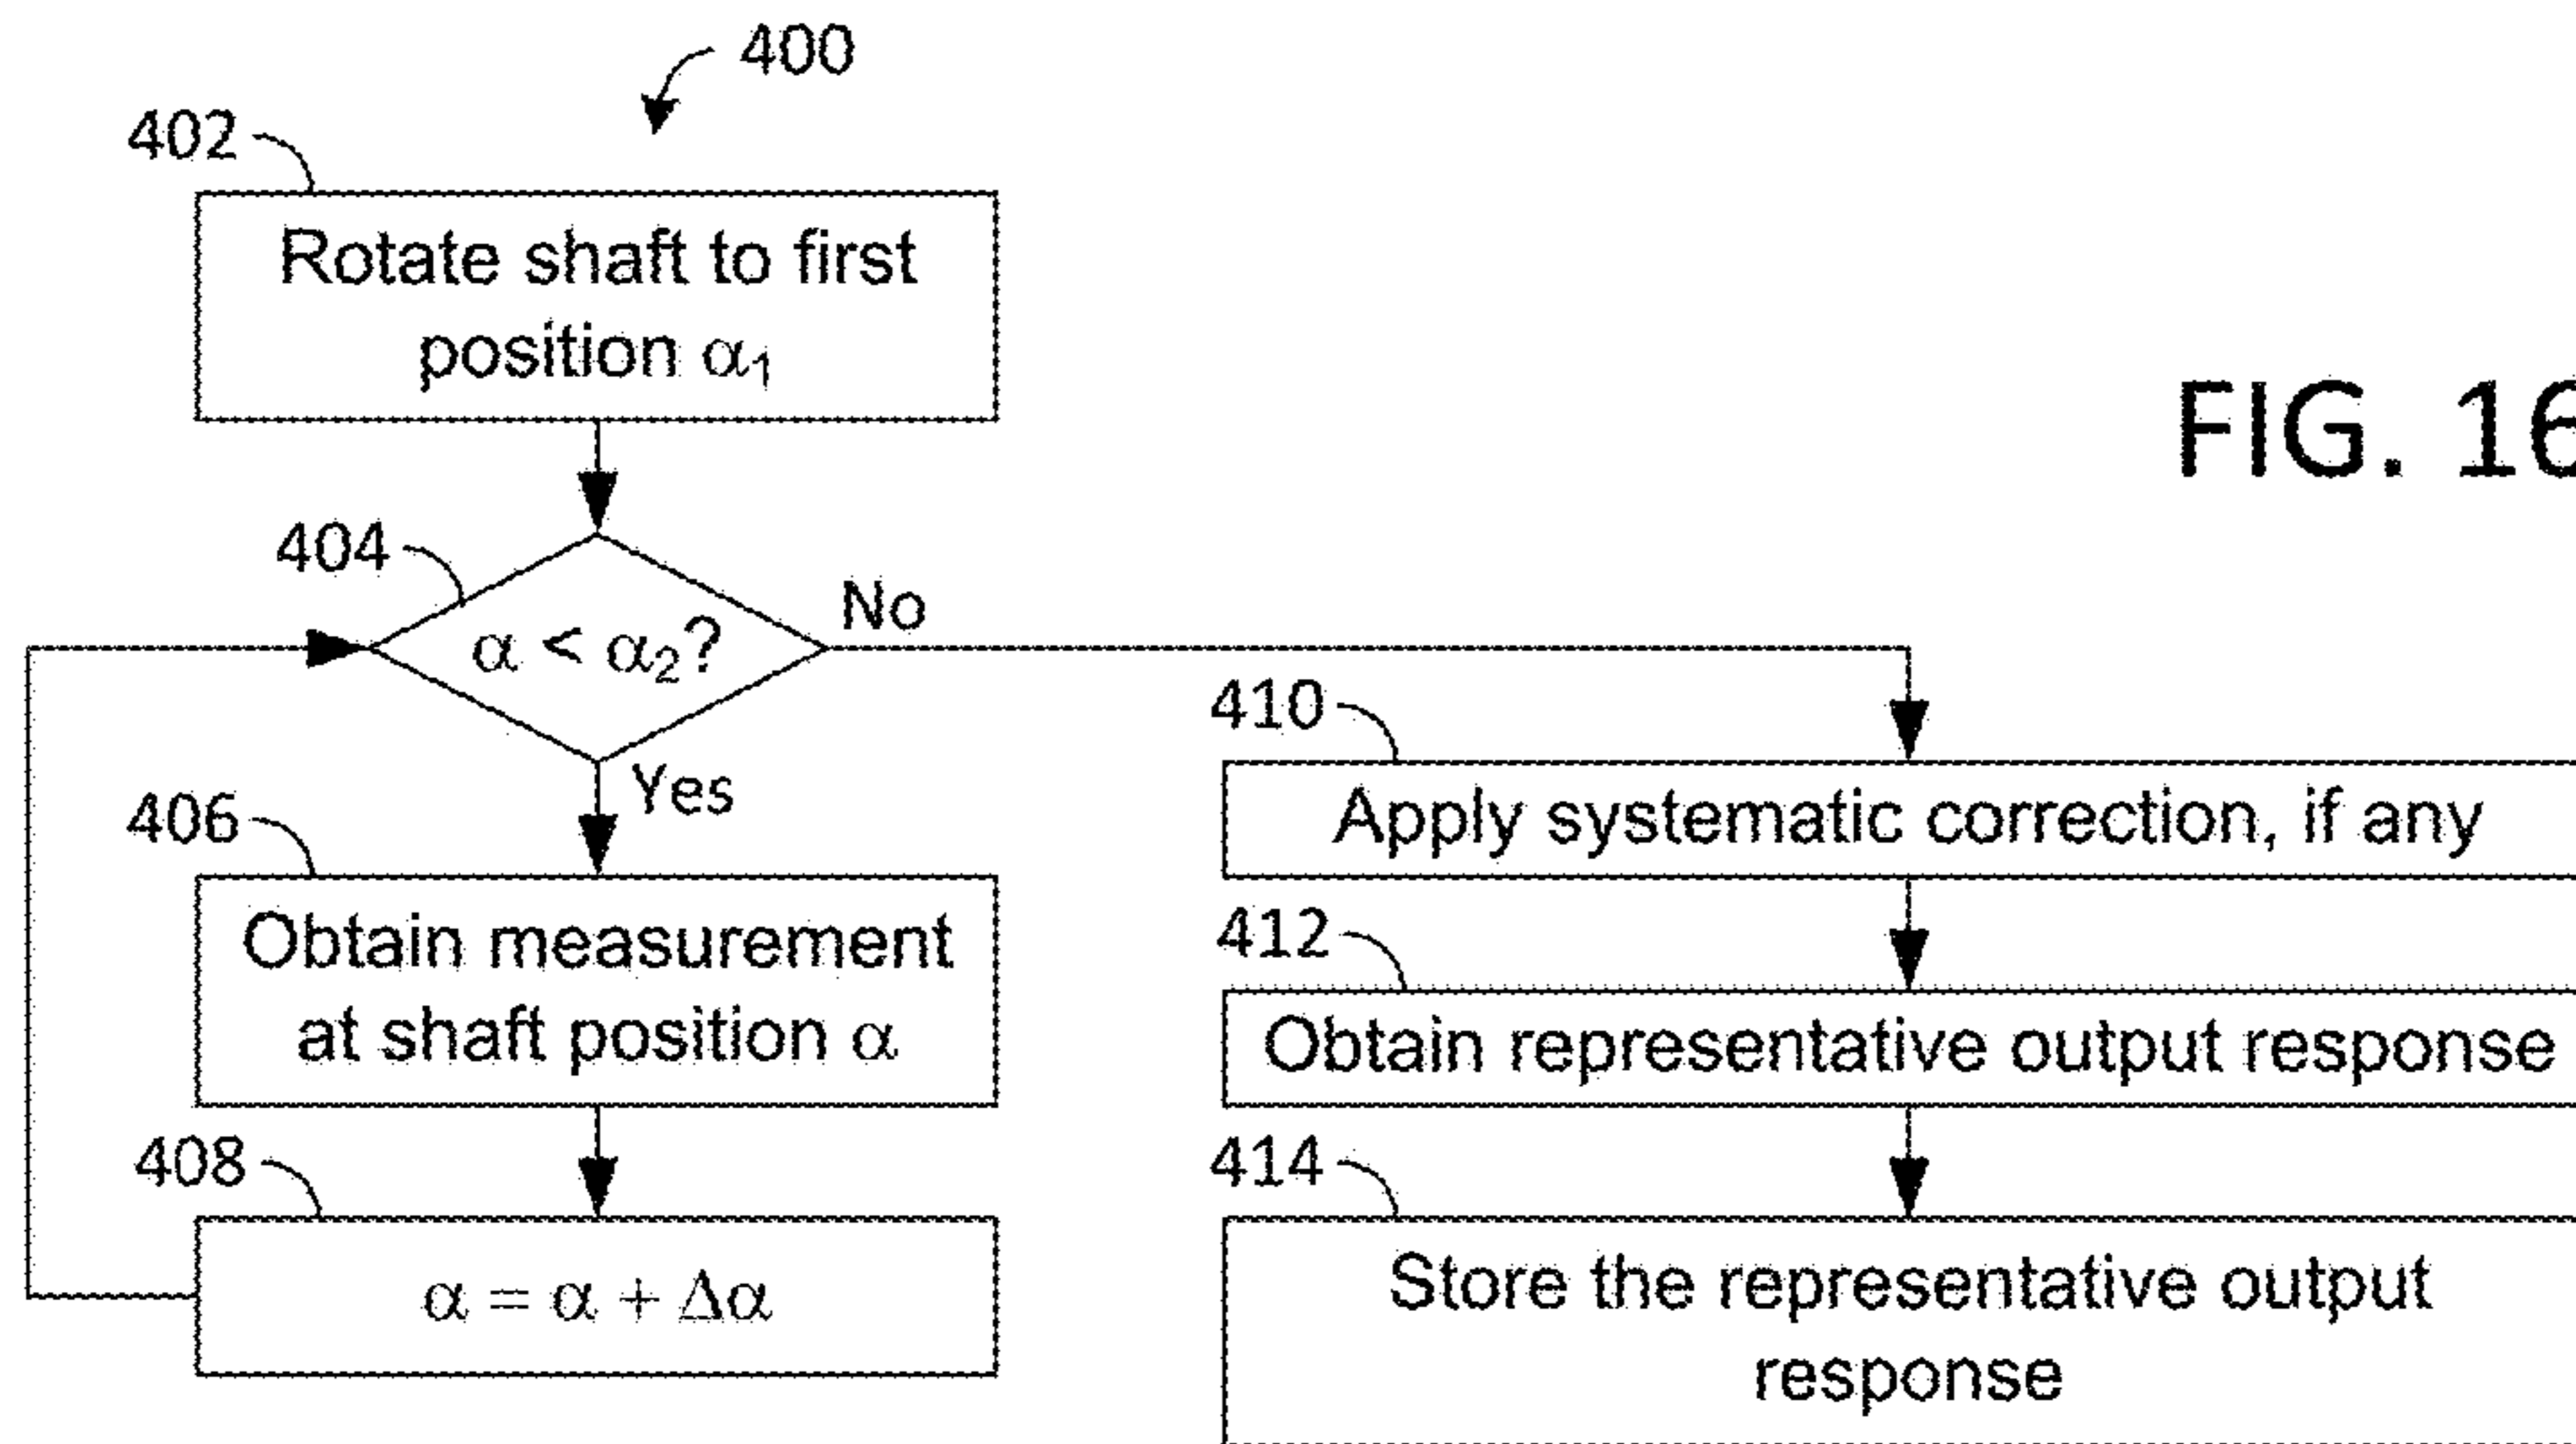 400
402
Rotate shaft to first
position α₁
FIG. 16
404
α < α₂?
No
Yes
406
Obtain measurement
at shaft position α
408
α = α + Δα
410
Apply systematic correction, if any
412
Obtain representative output response
414
Store the representative output
response